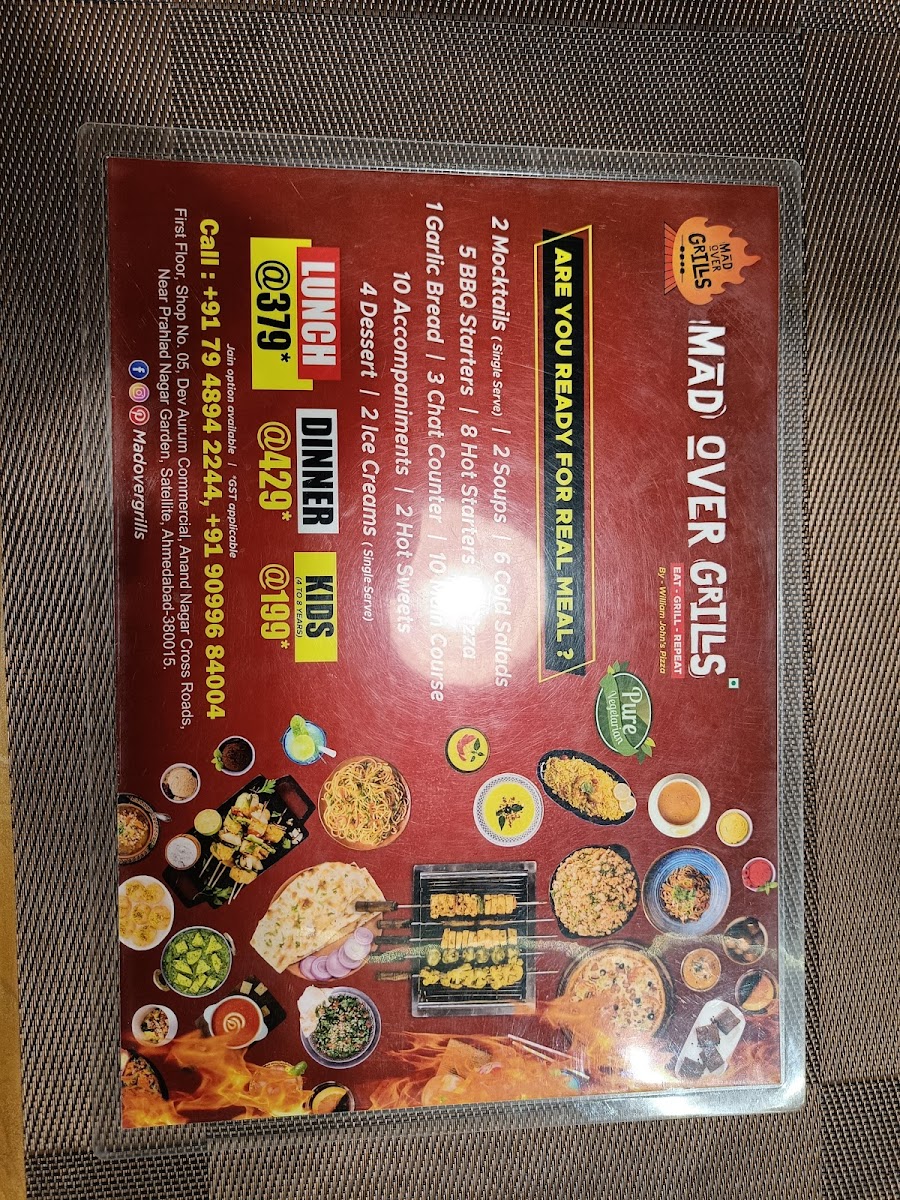 MAD
OVER
GRILLS
MAD OVER GRILLS
EAT - GRILL - REPEAT
By - William John's Pizza
ARE YOU READY FOR REAL MEAL ?
Pure
Vegetarian
2 Mocktails (Single Serve) | 2 Soups | 6 Cold Salads
5 BBQ Starters | 8 Hot Starters Pizza
1 Garlic Bread | 3 Chat Counter | 10 Main Course
10 Accompaniments | 2 Hot Sweets
4 Dessert | 2 Ice Creams (Single Serve)
LUNCH
@379*
DINNER
@429*
KIDS
(4 TO 8 YEARS)
@199*
Jain option available | *GST applicable
Call : +91 79 4894 2244, +91 90996 84004
First Floor, Shop No. 05, Dev Aurum Commercial, Anand Nagar Cross Roads,
Near Prahlad Nagar Garden, Satellite, Ahmedabad-380015.
Madovergrills